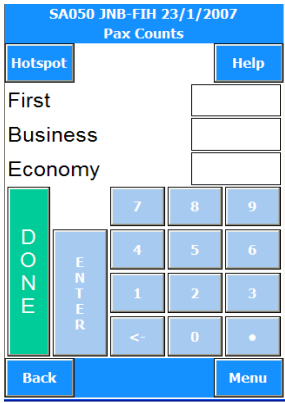 SA050 JNB-FIH 23/1/2007
Pax Counts
Hotspot Help
First
Business
Economy
7 8 9
DONE
ENTER
4 5 6
1 2 3
<- 0 •
Back Menu